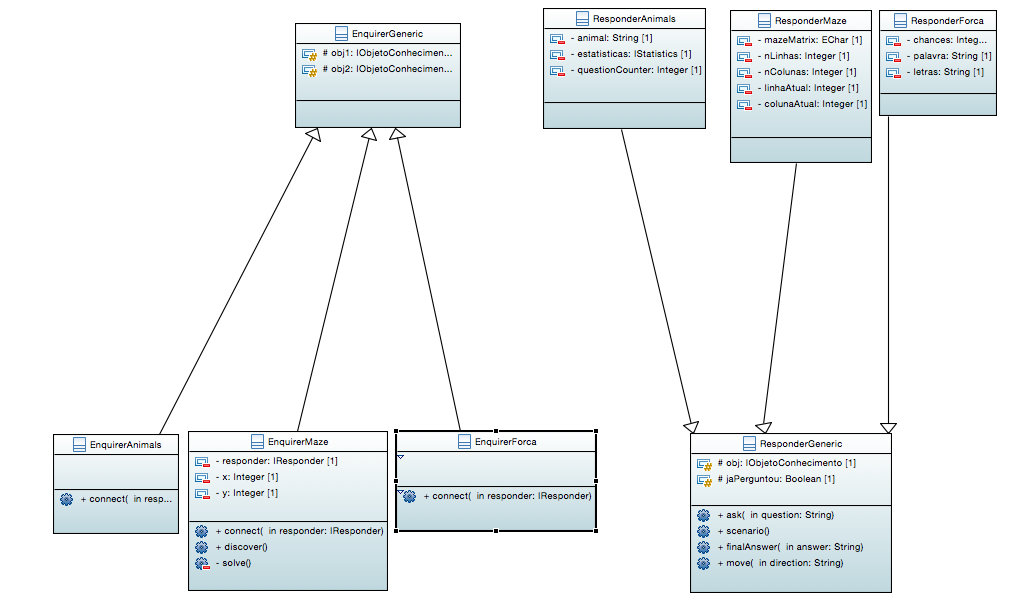 EnquirerGeneric
# obj1: IObjetoConhecimen...
# obj2: IObjetoConhecimen...
ResponderAnimals
- animal: String [1]
- estatisticas: IStatistics [1]
- questionCounter: Integer [1]
ResponderMaze
- mazeMatrix: EChar [1]
- nLinhas: Integer [1]
- nColunas: Integer [1]
- linhaAtual: Integer [1]
- colunaAtual: Integer [1]
ResponderForca
- chances: Integ...
- palavra: String [1]
- letras: String [1]
EnquirerAnimals
+ connect( in resp...
EnquirerMaze
- responder: IResponder [1]
- x: Integer [1]
- y: Integer [1]
+ connect( in responder: IResponder)
+ discover()
- solve()
EnquirerForca
+ connect( in responder: IResponder)
ResponderGeneric
# obj: IObjetoConhecimento [1]
# jaPerguntou: Boolean [1]
+ ask( in question: String)
+ scenario()
+ finalAnswer( in answer: String)
+ move( in direction: String)